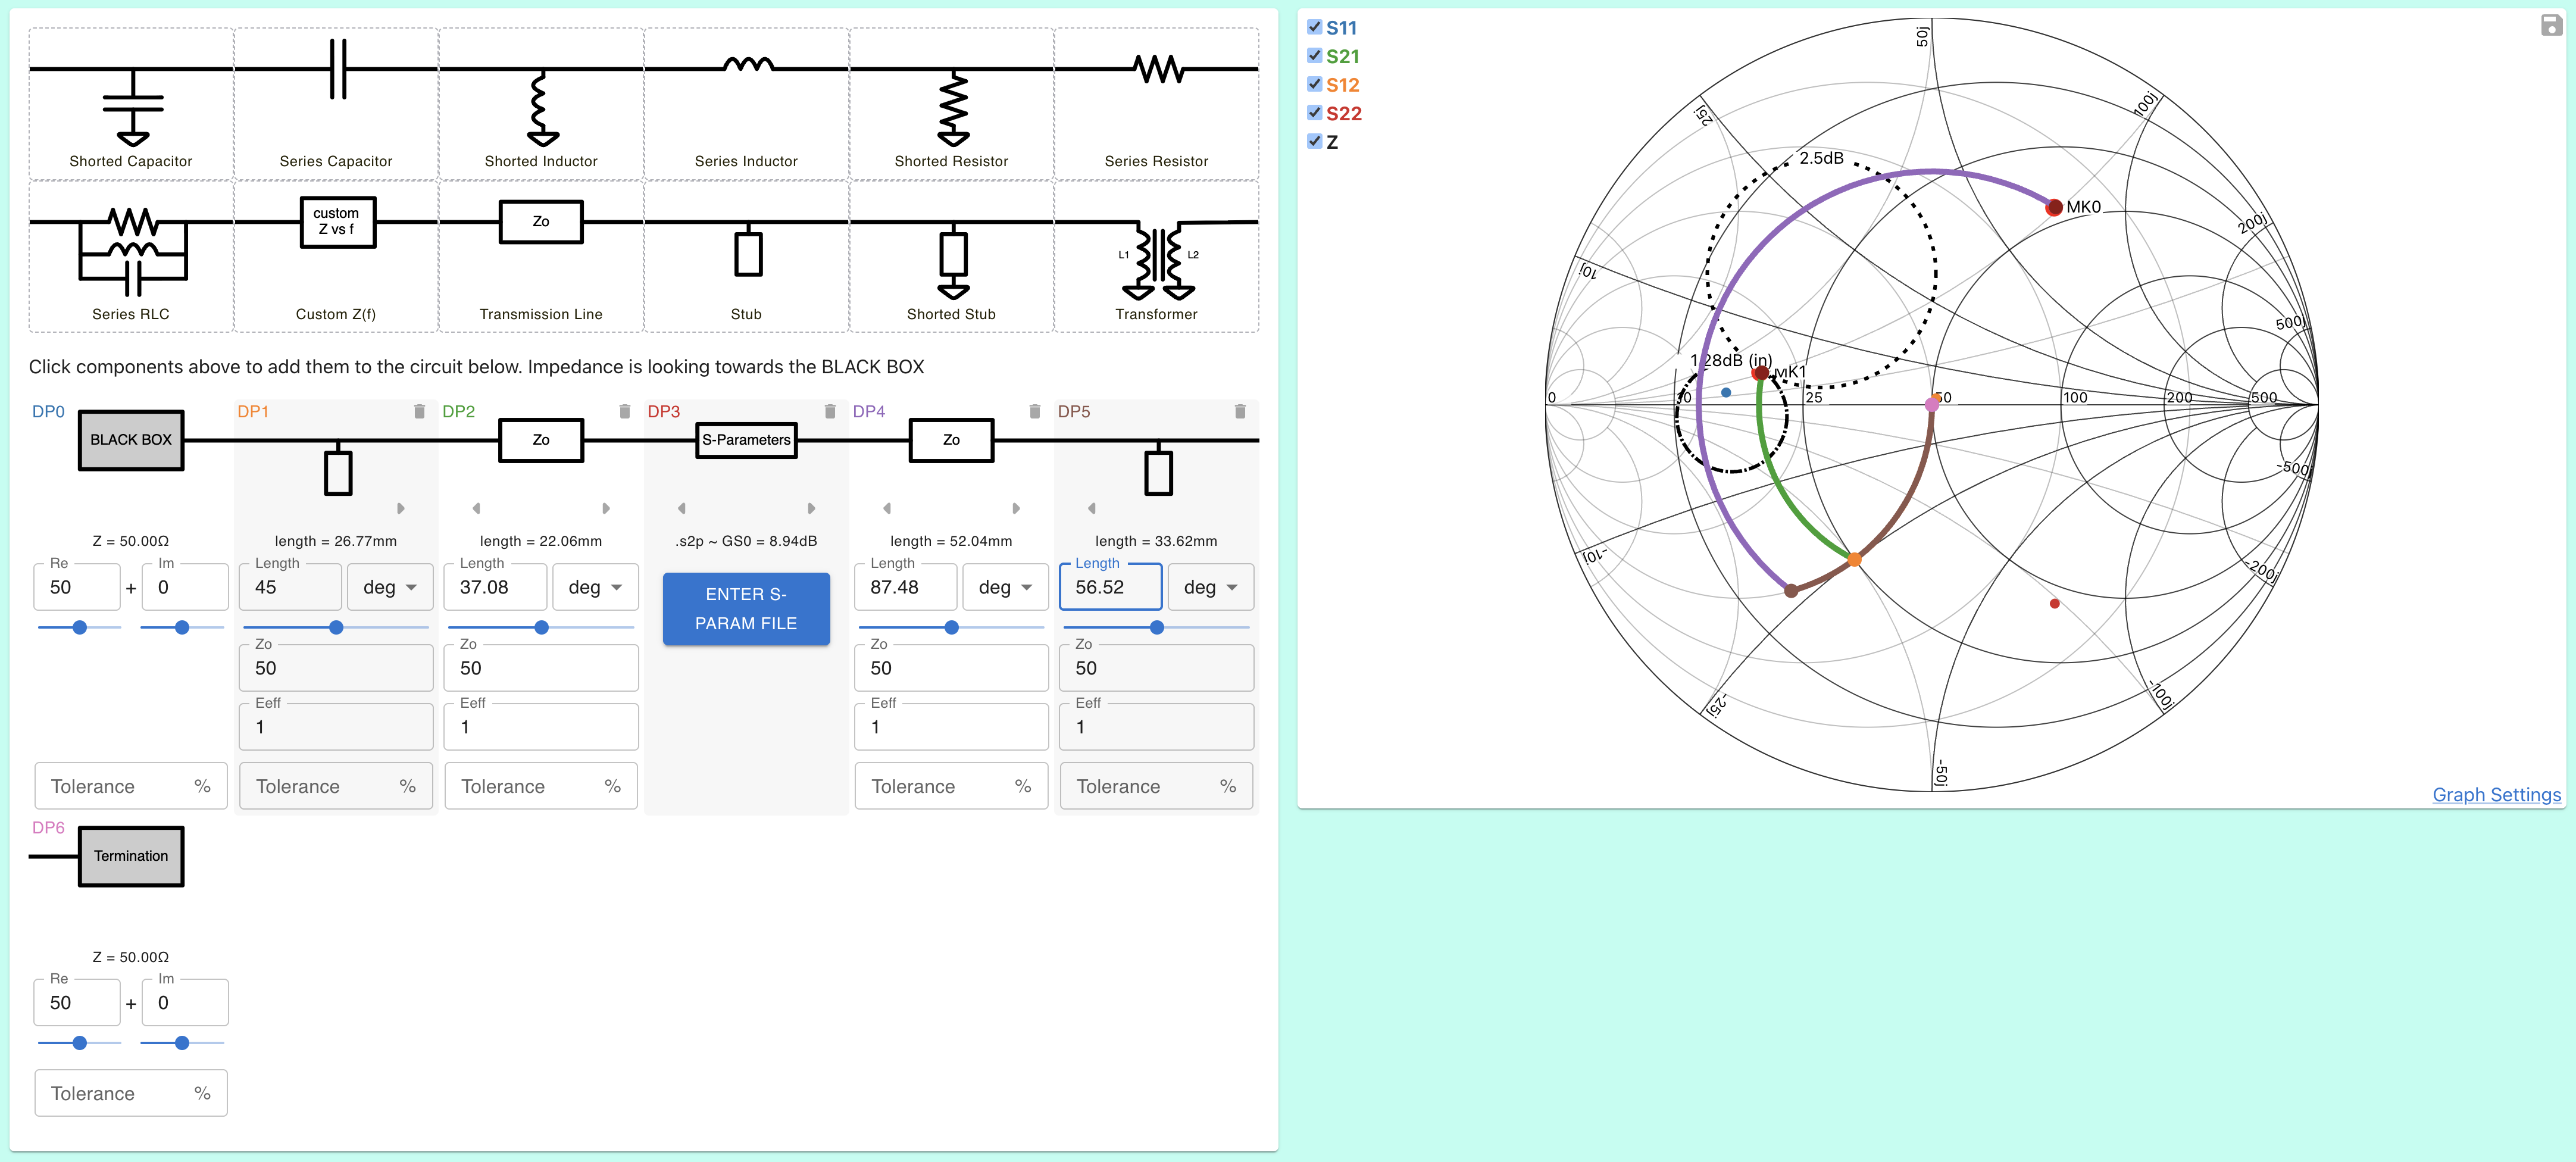 Shorted Capacitor
Series Capacitor
Shorted Inductor
Series Inductor
Shorted Resistor
Series Resistor
custom
Z vs f
Zo
L1
L2
Series RLC
Custom Z(f)
Transmission Line
Stub
Shorted Stub
Transformer
Click components above to add them to the circuit below. Impedance is looking towards the BLACK BOX
DP0
DP1
DP2
DP3
DP4
DP5
BLACK BOX
Zo
S-Parameters
Zo
Z = 50.00Ω
length = 26.77mm
length = 22.06mm
.s2p ~ GS0 = 8.94dB
length = 52.04mm
length = 33.62mm
Re
Im
Length
Length
Length
Length
50 + 0
45
deg
37.08
deg
ENTER S-
PARAM FILE
87.48
deg
56.52
deg
Zo
Zo
Zo
Zo
50
50
50
50
Eeff
Eeff
Eeff
Eeff
1
1
1
1
Tolerance %
Tolerance %
Tolerance %
Tolerance %
Tolerance %
DP6
Termination
Z = 50.00Ω
Re
Im
50 + 0
Tolerance %
S11
S21
S12
S22
Z
50j
25j
100j
10j
200j
500j
2.5dB
MK0
1.28dB (in)
MK1
0
10
25
50
100
200
500
-10j
-25j
-50j
-100j
-200j
-500j
Graph Settings